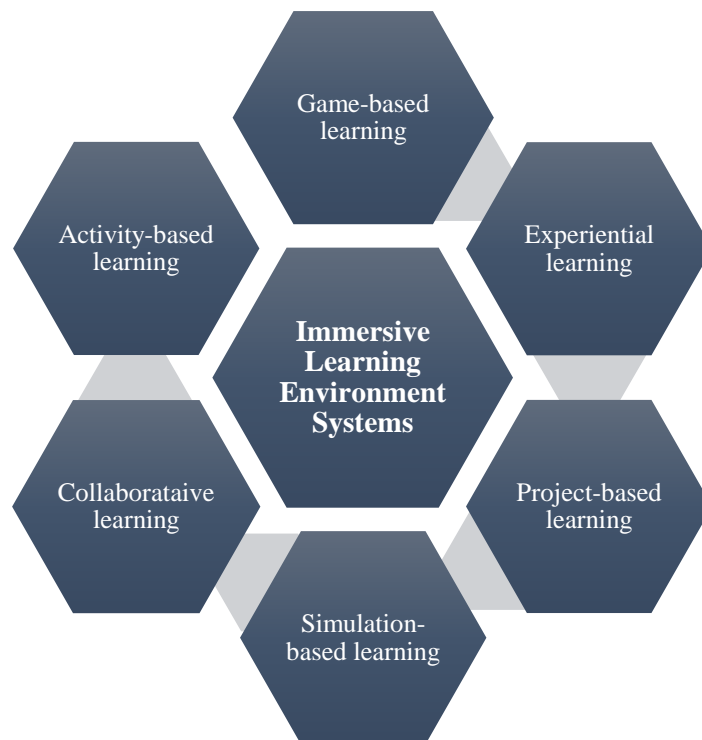 Game-based
learning
Activity-based
learning
Experiential
learning
Immersive
Learning
Environment
Systems
Collaborataive
learning
Project-based
learning
Simulation-
based learning